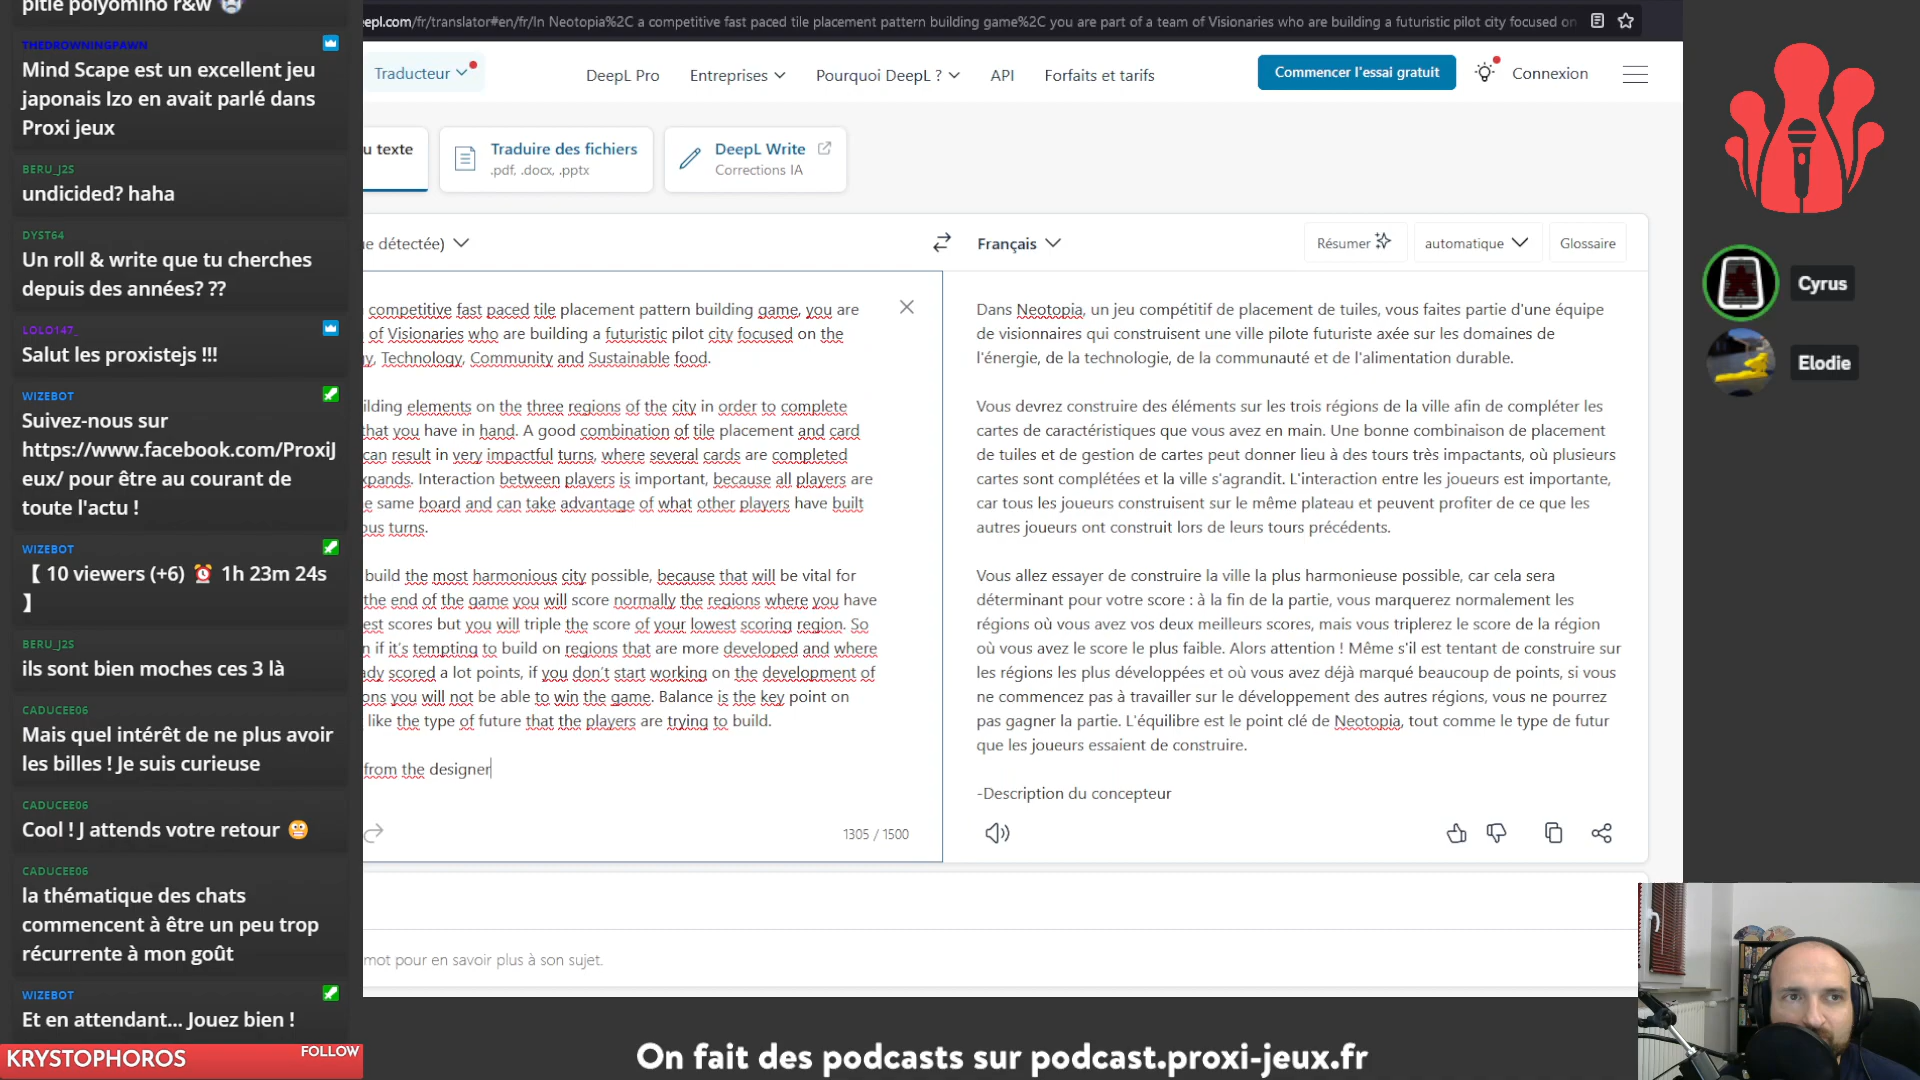 pitié polyomino r&w
THEDROWNINGPAWN
Mind Scape est un excellent jeu
japonais Izo en avait parlé dans
Proxi jeux
BERU_J2S
undicided? haha
DYST64
Un roll & write que tu cherches
depuis des années? ??
LOLO147_
Salut les proxistejs !!!
WIZEBOT
Suivez-nous sur
https://www.facebook.com/ProxiJ
eux/ pour être au courant de
toute l'actu !
WIZEBOT
【 10 viewers (+6) ⏰ 1h 23m 24s
】
BERU_J2S
ils sont bien moches ces 3 là
CADUCEE06
Mais quel intérêt de ne plus avoir
les billes ! Je suis curieuse
CADUCEE06
Cool ! J attends votre retour 😬
CADUCEE06
la thématique des chats
commencent à être un peu trop
récurrente à mon goût
WIZEBOT
Et en attendant... Jouez bien !
KRYSTOPHOROS
FOLLOW
epl.com/fr/translator#en/fr/In Neotopia%2C a competitive fast paced tile placement pattern building game%2C you are part of a team of Visionaries who are building a futuristic pilot city focused on
Traducteur
DeepL Pro
Entreprises
Pourquoi DeepL ?
API
Forfaits et tarifs
Commencer l'essai gratuit
Connexion
u texte
Traduire des fichiers
.pdf, .docx, .pptx
DeepL Write
Corrections IA
ue détectée)
Français
Résumer
automatique
Glossaire
competitive fast paced tile placement pattern building game, you are
of Visionaries who are building a futuristic pilot city focused on the
y, Technology, Community and Sustainable food.
ilding elements on the three regions of the city in order to complete
that you have in hand. A good combination of tile placement and card
can result in very impactful turns, where several cards are completed
xpands. Interaction between players is important, because all players are
e same board and can take advantage of what other players have built
ous turns.
build the most harmonious city possible, because that will be vital for
the end of the game you will score normally the regions where you have
est scores but you will triple the score of your lowest scoring region. So
n if it's tempting to build on regions that are more developed and where
ady scored a lot points, if you don't start working on the development of
ons you will not be able to win the game. Balance is the key point on
like the type of future that the players are trying to build.
from the designer
1305 / 1500
Dans Neotopia, un jeu compétitif de placement de tuiles, vous faites partie d'une équipe
de visionnaires qui construisent une ville pilote futuriste axée sur les domaines de
l'énergie, de la technologie, de la communauté et de l'alimentation durable.
Vous devrez construire des éléments sur les trois régions de la ville afin de compléter les
cartes de caractéristiques que vous avez en main. Une bonne combinaison de placement
de tuiles et de gestion de cartes peut donner lieu à des tours très impactants, où plusieurs
cartes sont complétées et la ville s'agrandit. L'interaction entre les joueurs est importante,
car tous les joueurs construisent sur le même plateau et peuvent profiter de ce que les
autres joueurs ont construit lors de leurs tours précédents.
Vous allez essayer de construire la ville la plus harmonieuse possible, car cela sera
déterminant pour votre score : à la fin de la partie, vous marquerez normalement les
régions où vous avez vos deux meilleurs scores, mais vous triplerez le score de la région
où vous avez le score le plus faible. Alors attention ! Même s'il est tentant de construire sur
les régions les plus développées et où vous avez déjà marqué beaucoup de points, si vous
ne commencez pas à travailler sur le développement des autres régions, vous ne pourrez
pas gagner la partie. L'équilibre est le point clé de Neotopia, tout comme le type de futur
que les joueurs essaient de construire.
-Description du concepteur
mot pour en savoir plus à son sujet.
Cyrus
Elodie
On fait des podcasts sur podcast.proxi-jeux.fr